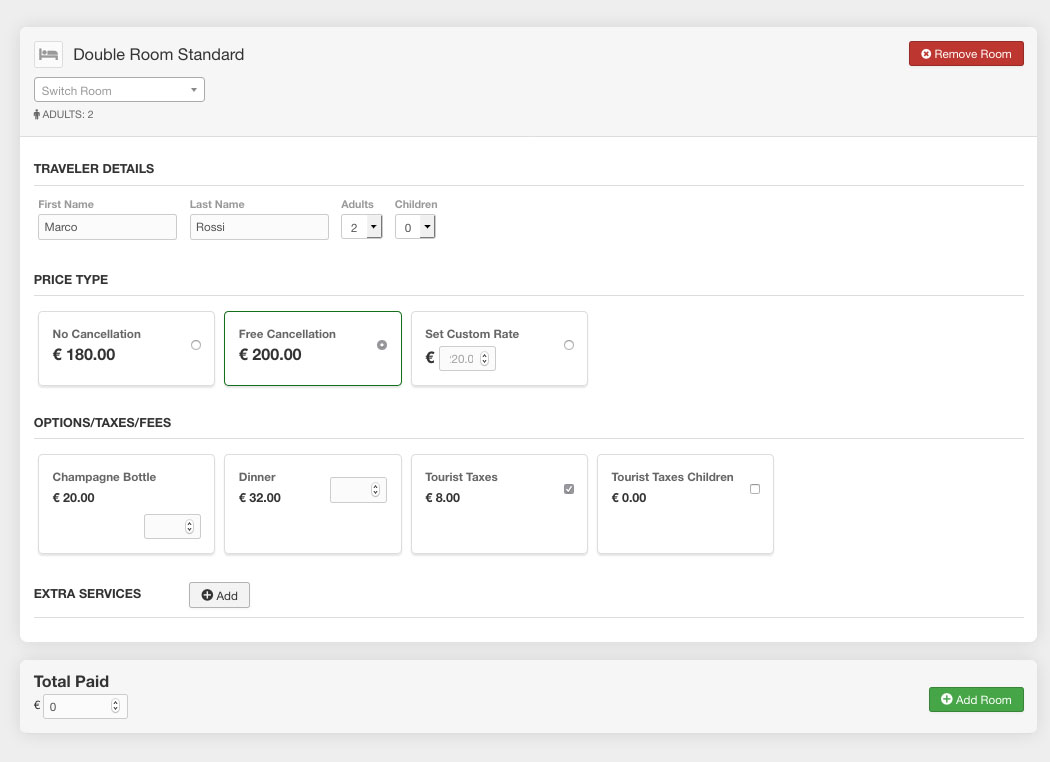 Double Room Standard
Remove Room
Switch Room
ADULTS: 2
TRAVELER DETAILS
First Name Last Name Adults Children
Marco Rossi 2 0
PRICE TYPE
No Cancellation Free Cancellation Set Custom Rate
€ 180.00 € 200.00 € 20.0
OPTIONS/TAXES/FEES
Champagne Bottle Dinner Tourist Taxes Tourist Taxes Children
€ 20.00 € 32.00 € 8.00 € 0.00
EXTRA SERVICES Add
Total Paid
€ 0
Add Room